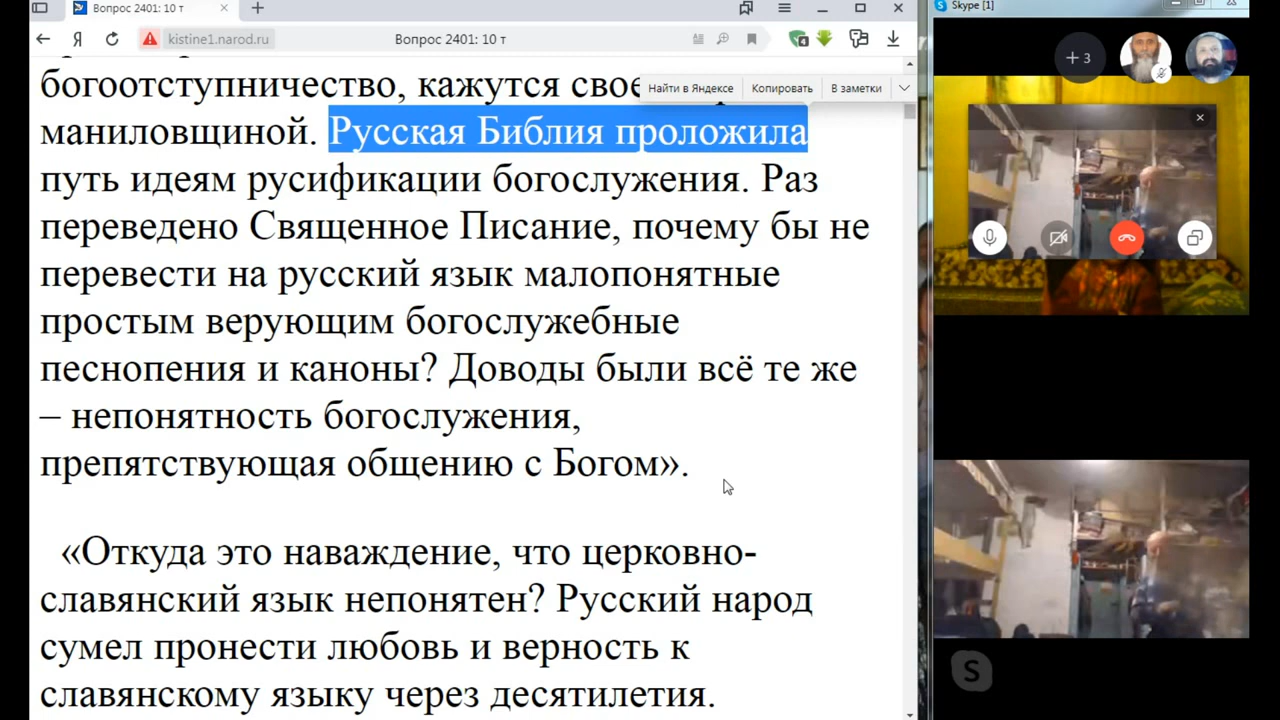 Вопрос 2401: 10 т
Skype [1]
Я
kistine1.narod.ru
Вопрос 2401: 10 т
4
+3
богоотступничество, кажутся свое
Найти в Яндексе
Копировать
В заметки
маниловщиной. Русская Библия проложила
путь идеям русификации богослужения. Раз
переведено Священное Писание, почему бы не
перевести на русский язык малопонятные
простым верующим богослужебные
песнопения и каноны? Доводы были всё те же
– непонятность богослужения,
препятствующая общению с Богом».
«Откуда это наваждение, что церковно-
славянский язык непонятен? Русский народ
сумел пронести любовь и верность к
славянскому языку через десятилетия.
S